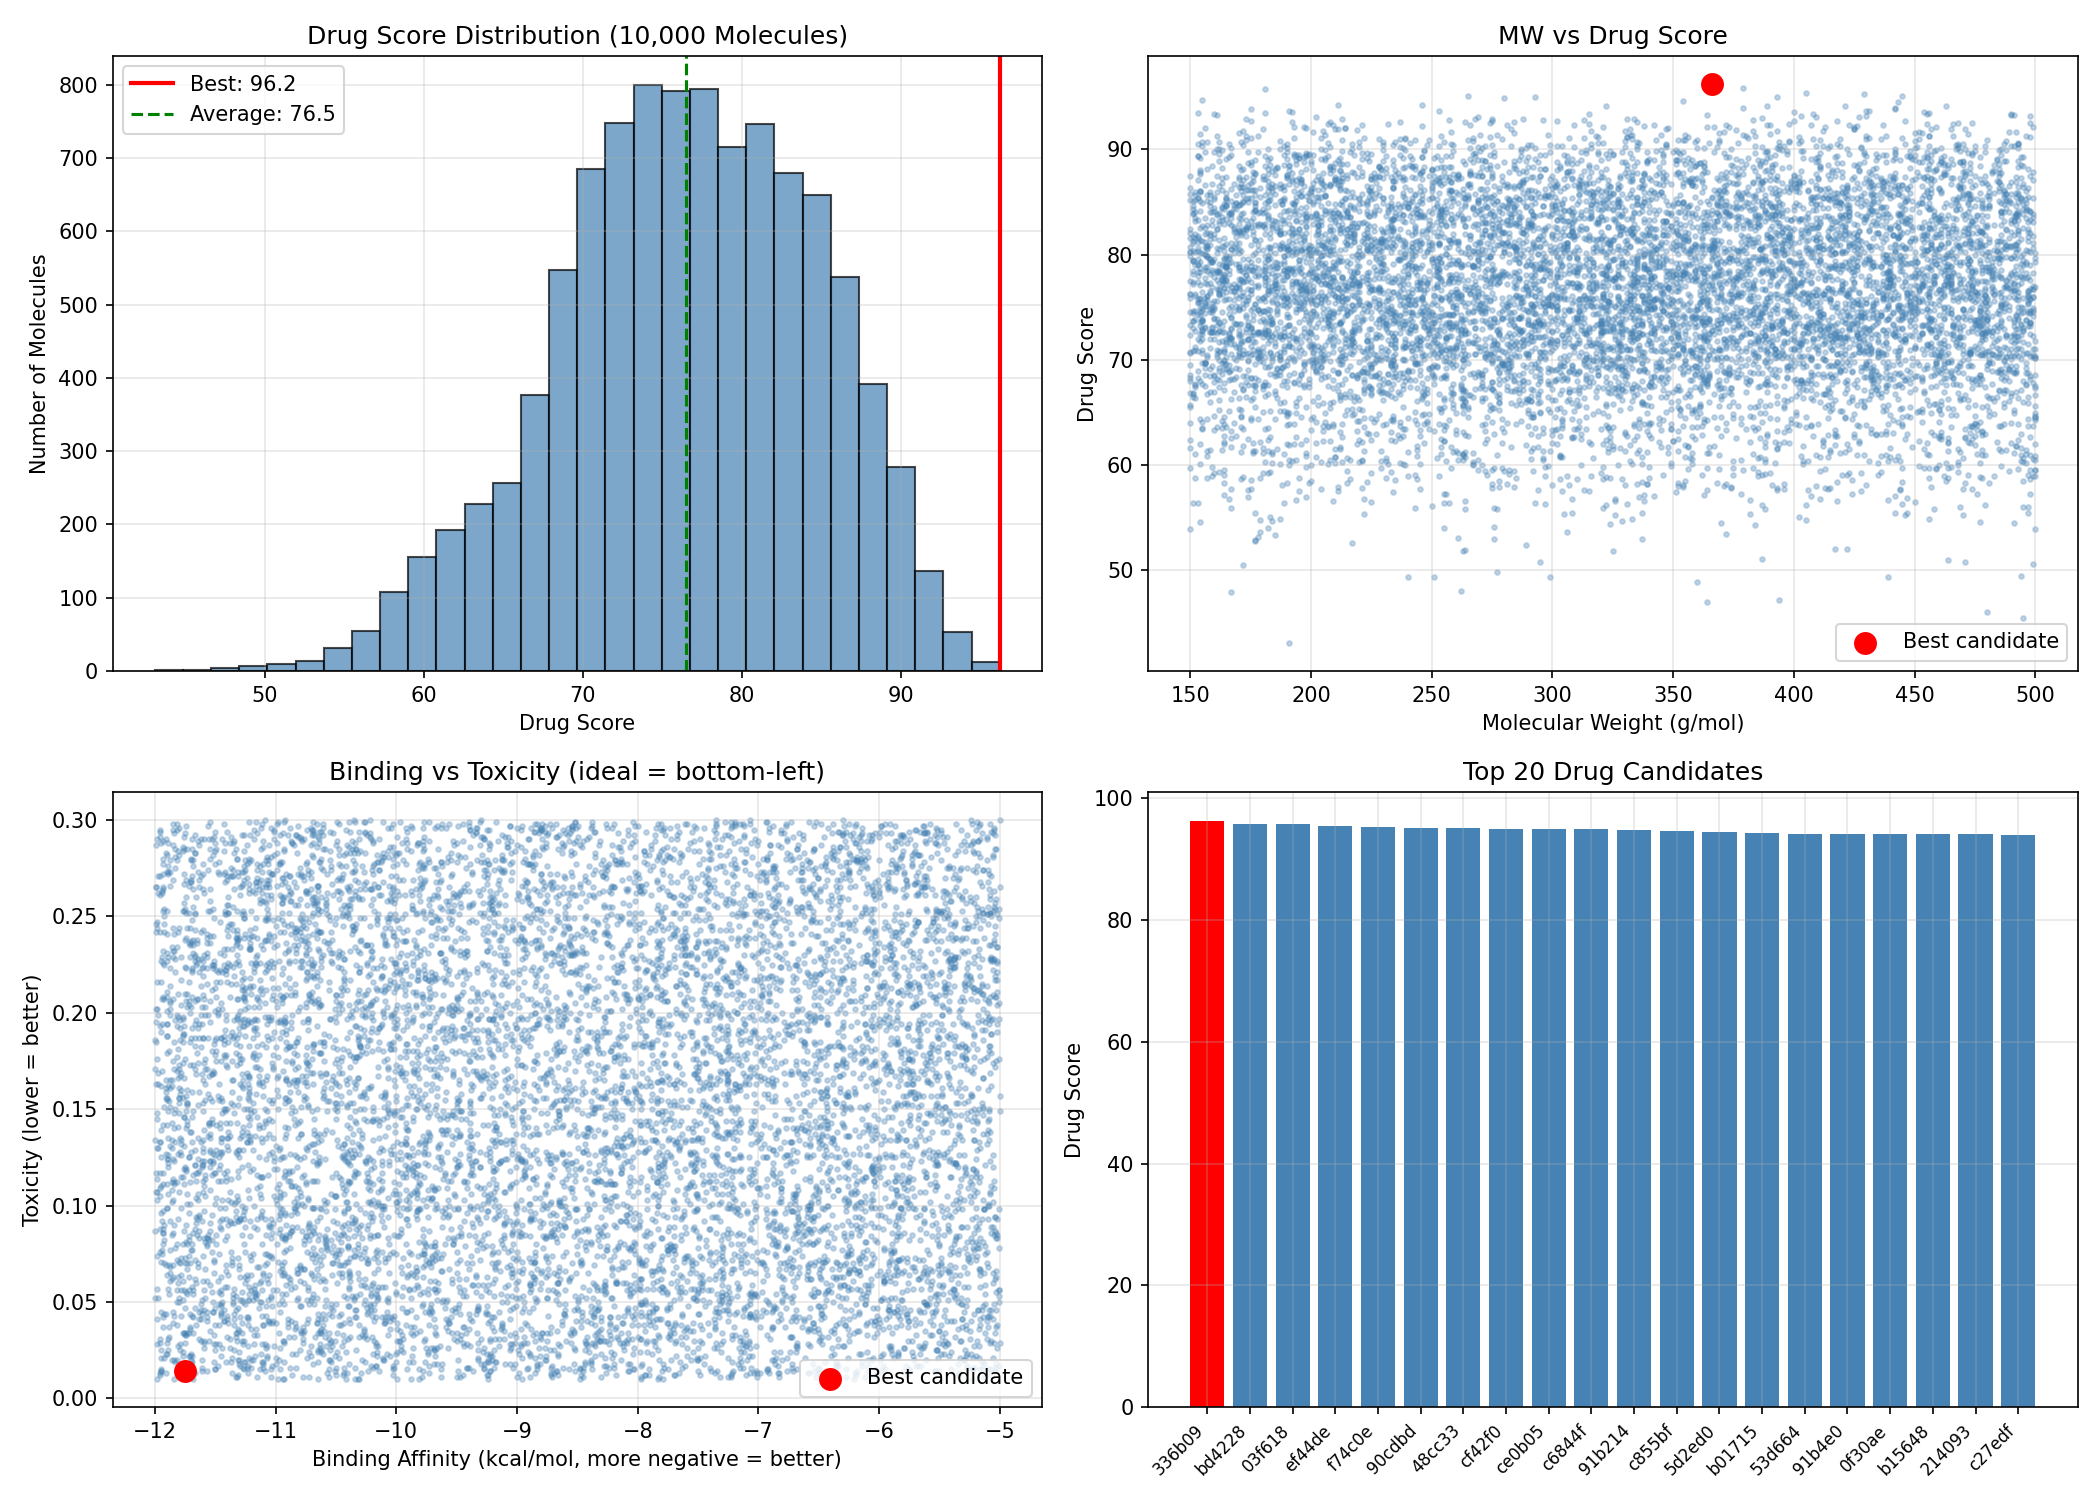 Drug Score Distribution (10,000 Molecules)
Best: 96.2
Average: 76.5
800
700
600
500
400
300
200
100
0
Number of Molecules
50 60 70 80 90
Drug Score
MW vs Drug Score
90
80
70
60
50
Drug Score
Best candidate
150 200 250 300 350 400 450 500
Molecular Weight (g/mol)
Binding vs Toxicity (ideal = bottom-left)
0.30
0.25
0.20
0.15
0.10
0.05
0.00
Toxicity (lower = better)
Best candidate
−12 −11 −10 −9 −8 −7 −6 −5
Binding Affinity (kcal/mol, more negative = better)
Top 20 Drug Candidates
100
80
60
40
20
0
Drug Score
336b09 bd4228 03f618 ef44de f74c0e 90cdbd 48cc33 cf42f0 ce0b05 c6844f 91b214 c855bf 5d2ed0 b01715 53d664 91b4e0 0f30ae b15648 214093 c27edf